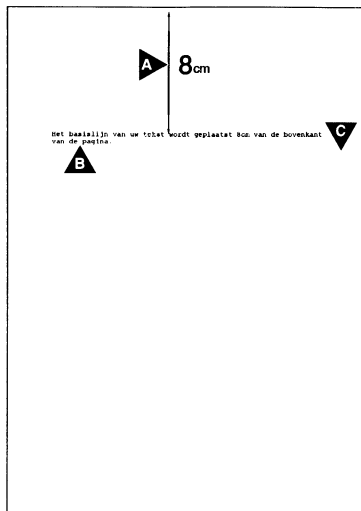 A
8cm
Het basislijn van uw tekst wordt geplaatst 8cm van de bovenkant
C
van de pagina.
B